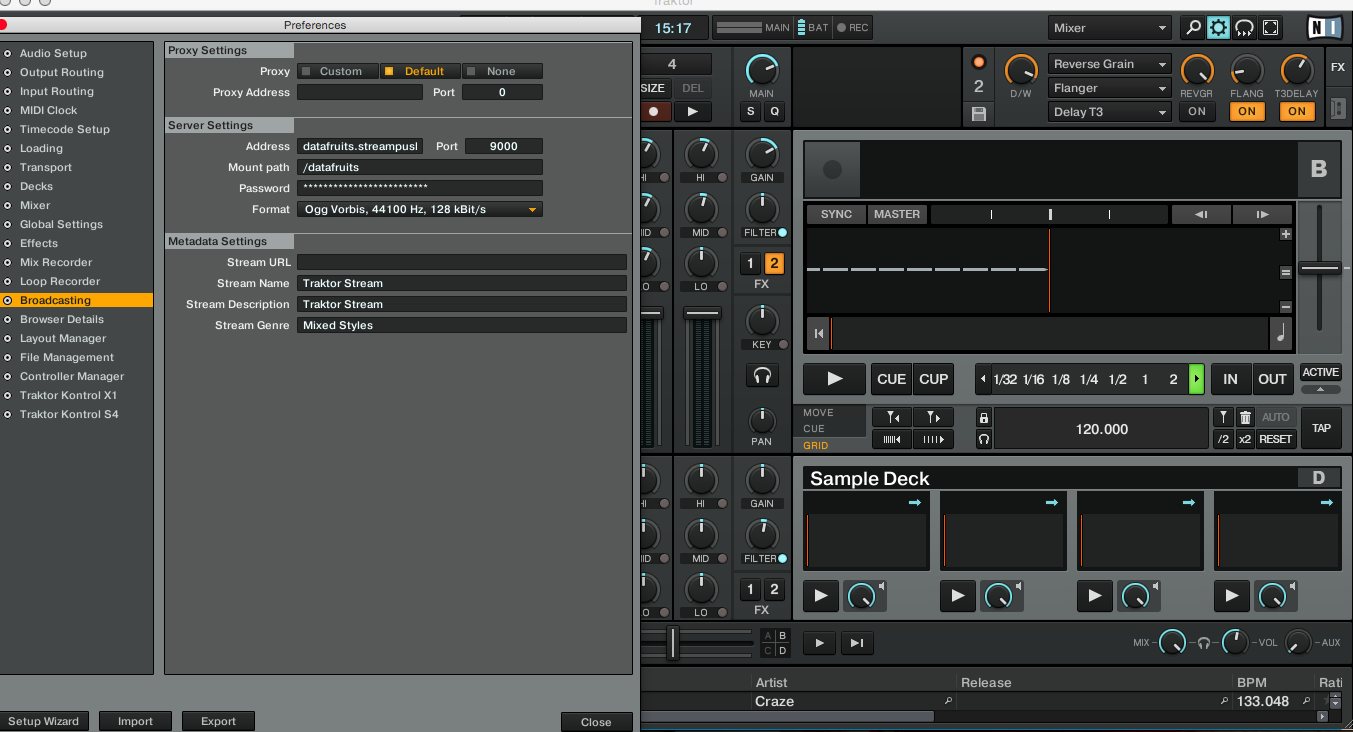 Traktor
Preferences
15:17
MAIN
BAT
REC
Mixer
Audio Setup
Output Routing
Input Routing
MIDI Clock
Timecode Setup
Loading
Transport
Decks
Mixer
Global Settings
Effects
Mix Recorder
Loop Recorder
Broadcasting
Browser Details
Layout Manager
File Management
Controller Manager
Traktor Kontrol X1
Traktor Kontrol S4
Proxy Settings
Proxy Custom Default None
Proxy Address Port 0
Server Settings
Address datafruits.streampusl Port 9000
Mount path /datafruits
Password *************************
Format Ogg Vorbis, 44100 Hz, 128 kBit/s
Metadata Settings
Stream URL
Stream Name Traktor Stream
Stream Description Traktor Stream
Stream Genre Mixed Styles
Setup Wizard Import Export Close
4
SIZE DEL
MAIN
S Q
2
D/W
Reverse Grain
Flanger
Delay T3
REVGR FLANG T3DELAY
ON ON ON
FX
HI HI GAIN
MID MID FILTER
LO LO
1 2
FX
KEY
PAN
B
SYNC MASTER
CUE CUP
1/32 1/16 1/8 1/4 1/2 1 2
IN OUT
ACTIVE
MOVE
CUE
GRID
120.000
AUTO
/2 x2 RESET
TAP
HI HI GAIN
MID MID FILTER
LO LO
1 2
FX
Sample Deck
D
A B
C D
MIX VOL AUX
Artist Release BPM Rati
Craze 133.048